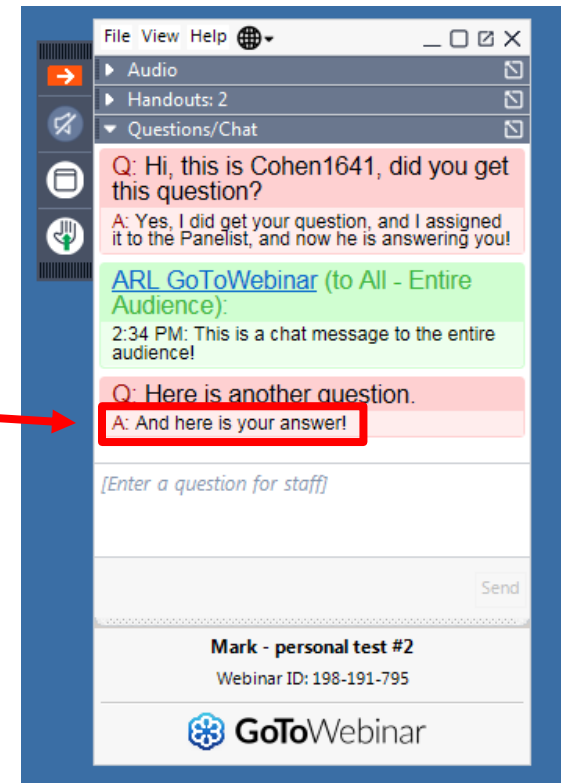 File View Help
Audio
Handouts: 2
Questions/Chat
Q: Hi, this is Cohen1641, did you get
this question?
A: Yes, I did get your question, and I assigned
it to the Panelist, and now he is answering you!
ARL GoToWebinar (to All - Entire
Audience):
2:34 PM: This is a chat message to the entire
audience!
Q: Here is another question.
A: And here is your answer!
[Enter a question for staff]
Send
Mark - personal test #2
Webinar ID: 198-191-795
GoToWebinar